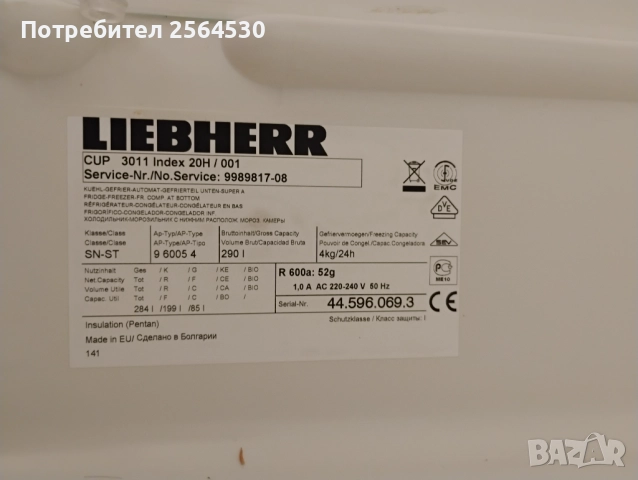 Потребител 2564530
LIEBHERR
CUP 3011 Index 20H / 001
Service-Nr./No.Service: 9989817-08
KUEHL-GEFRIER-AUTOMAT-GEFRIERTEIL UNTEN-SUPER A
FRIDGE-FREEZER-FR. COMP. AT BOTTOM
RÉFRIGÉRATEUR-CONGÉLATEUR-CONGÉLATEUR EN BAS
FRIGORIFICO-CONGELADOR-CONGELADOR INF.
ХОЛОДИЛЬНИК-МОРОЗИЛЬНИК С НИЖНИМ РАСПОЛОЖ. МОРОЗ. КАМЕРЫ
Klasse/Class AP-Typ/AP-Type Bruttoinhalt/Gross Capacity Gefriervermoegen/Freezing Capacity
Classe/Clase AP-Type/AP-Tipo Volume Brut/Capacidad Bruta Pouvoir de Congel./Cap. Congeladora
SN-ST 9 6005 4 290 l 4kg/24h
Nutzinhalt Ges / K / G / KE / BIO
Net.Capacity Tot / R / F / CE / BIO
Volume Utile Tot / R / C / CA / BIO
Capac. Util Tot / F / C / BO /
284 l /199 l /85 l
R 600a: 52g
1,0 A AC 220-240 V 50 Hz
Serial-Nr. 44.596.069.3
Schutzklasse / Класс защиты: I
Insulation (Pentan)
Made in EU/ Сделано в Болгарии
141
EMC
VDE
ME10
CE
BAZAR